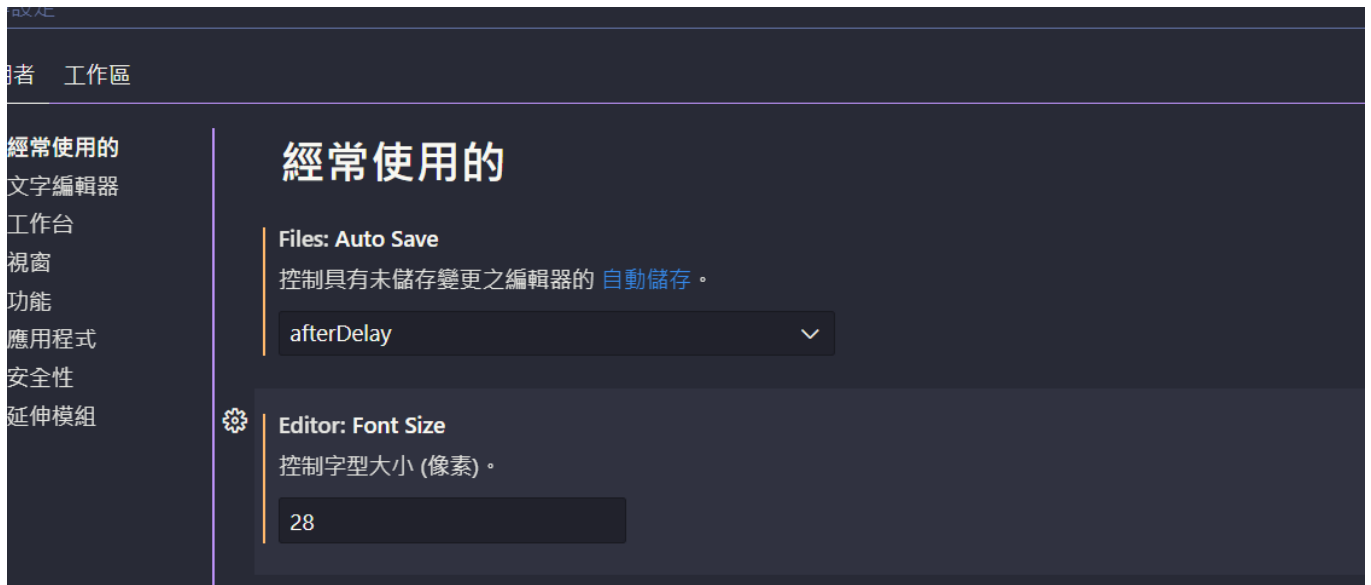 設定
用者 工作區
經常使用的
文字編輯器
工作台
視窗
功能
應用程式
安全性
延伸模組
經常使用的
Files: Auto Save
控制具有未儲存變更之編輯器的 自動儲存。
afterDelay
Editor: Font Size
控制字型大小 (像素)。
28